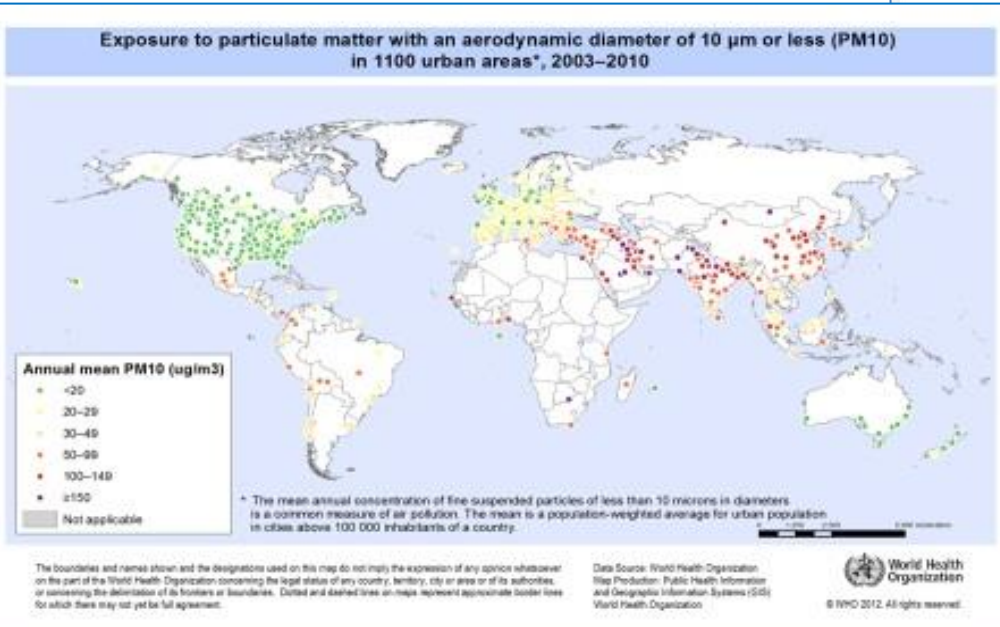 Exposure to particulate matter with an aerodynamic diameter of 10 µm or less (PM10)
in 1100 urban areas*, 2003–2010
Annual mean PM10 (ug/m3)
<20
20–29
30–49
50–99
100–149
≥150
Not applicable
* The mean annual concentration of fine suspended particles of less than 10 microns in diameters
is a common measure of air pollution. The mean is a population-weighted average for urban population
in cities above 100 000 inhabitants of a country.
The boundaries and names shown and the designations used on this map do not imply the expression of any opinion whatsoever
on the part of the World Health Organization concerning the legal status of any country, territory, city or area or of its authorities,
or concerning the delimitation of its frontiers or boundaries. Dotted and dashed lines on maps represent approximate border lines
for which there may not yet be full agreement.
Data Source: World Health Organization
Map Production: Public Health Information
and Geographic Information Systems (GIS)
World Health Organization
World Health
Organization
© WHO 2012. All rights reserved.